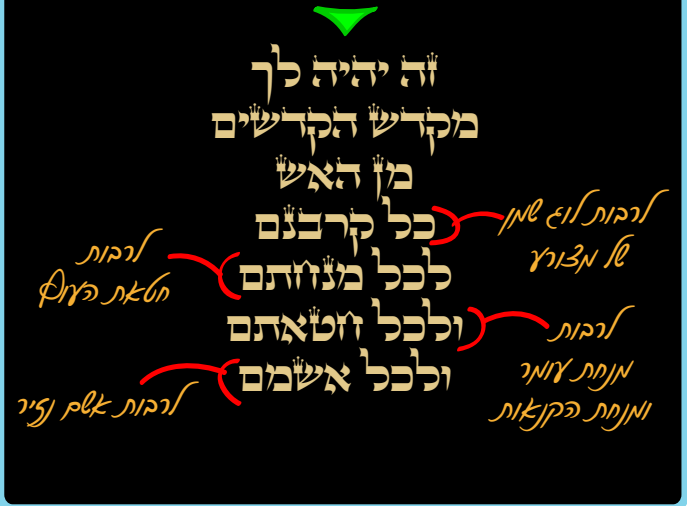 זה יהיה לך
מקדש הקדשים
מן האש
כל קרבנם
לרבות לוג שמן
של מצורע
לכל מנחתם
לרבות
חטאת העוף
ולכל חטאתם
לרבות
מנחת עומר
ומנחת הקנאות
ולכל אשמם
לרבות אשם נזיר